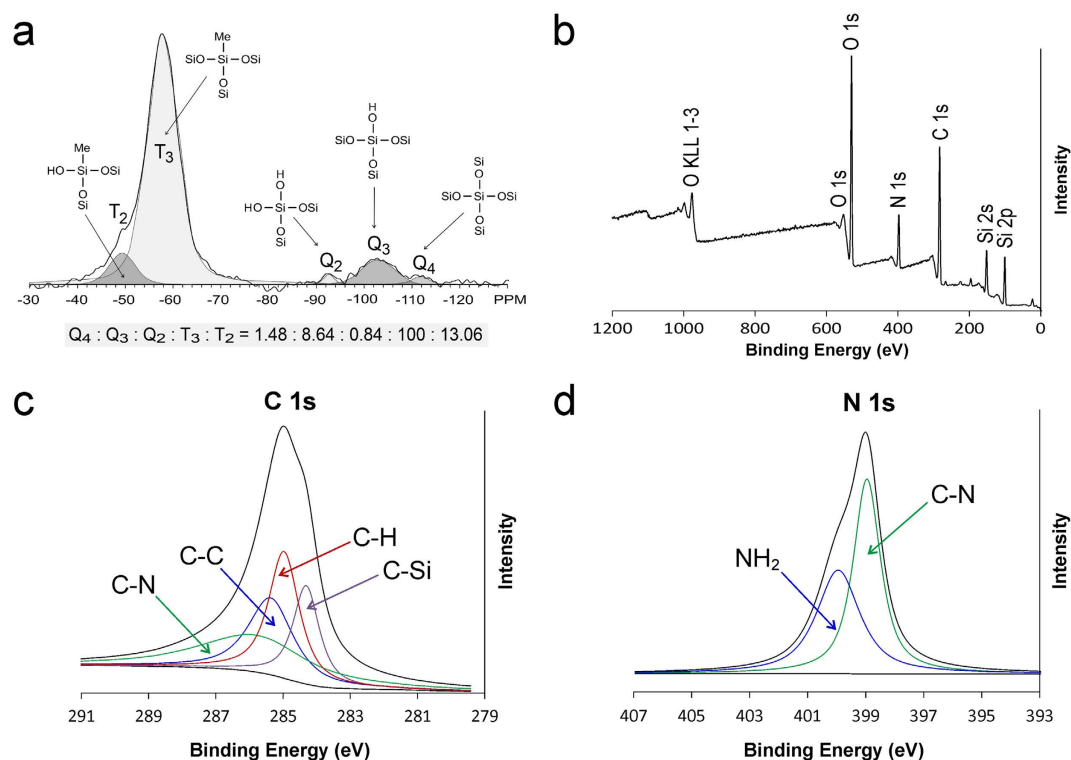 a
Me
SiO Si OSi
O
Si
T3
Me
HO Si OSi
O
Si
T2
H
O
HO Si OSi
O
Si
Q2
H
O
SiO Si OSi
O
Si
Q3
Si
O
SiO Si OSi
O
Si
Q4
-30 -40 -50 -60 -70 -80 -90 -100 -110 -120 PPM
Q4 : Q3 : Q2 : T3 : T2 = 1.48 : 8.64 : 0.84 : 100 : 13.06
b
O KLL 1-3
O 1s
O 1s
N 1s
C 1s
Si 2s
Si 2p
Intensity
1200 1000 600 400 200 0
Binding Energy (eV)
c
C 1s
C-N
C-C
C-H
C-Si
Intensity
291 289 287 285 283 281 279
Binding Energy (eV)
d
N 1s
NH2
C-N
Intensity
407 405 403 401 399 397 395 393
Binding Energy (eV)